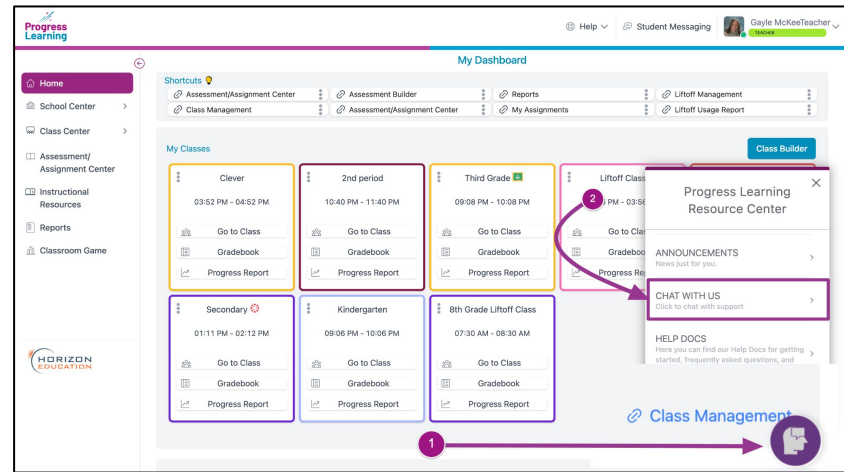 Progress
Learning
Help
Student Messaging
Gayle McKeeTeacher
TEACHER
My Dashboard
Home
School Center
Class Center
Assessment/
Assignment Center
Instructional
Resources
Reports
Classroom Game
HORIZON
EDUCATION
Shortcuts
Assessment/Assignment Center
Assessment Builder
Reports
Liftoff Management
Class Management
Assessment/Assignment Center
My Assignments
Liftoff Usage Report
My Classes
Class Builder
Clever
03:52 PM - 04:52 PM
Go to Class
Gradebook
Progress Report
2nd period
10:40 PM - 11:40 PM
Go to Class
Gradebook
Progress Report
Third Grade
09:08 PM - 10:08 PM
Go to Class
Gradebook
Progress Report
Liftoff Class
PM - 03:56
Go to Clas
Gradeboo
Progress Re
Secondary
01:11 PM - 02:12 PM
Go to Class
Gradebook
Progress Report
Kindergarten
09:06 PM - 10:06 PM
Go to Class
Gradebook
Progress Report
8th Grade Liftoff Class
07:30 AM - 08:30 AM
Go to Class
Gradebook
Progress Report
2
Progress Learning
Resource Center
ANNOUNCEMENTS
News just for you.
CHAT WITH US
Click to chat with support
HELP DOCS
Here you can find our Help Docs for getting
started, frequently asked questions, and
Class Management
1